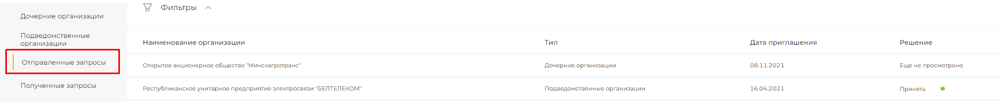 Дочерние организации
Подведомственные
организации
Отправленные запросы
Полученные запросы
Фильтры
Наименование организации Тип Дата приглашения Решение
Открытое акционерное общество "Минскагротранс" Дочерние организации 08.11.2021 Еще не просмотрено
Республиканское унитарное предприятие электросвязи "БЕЛТЕЛЕКОМ" Подведомственные организации 16.04.2021 Принять